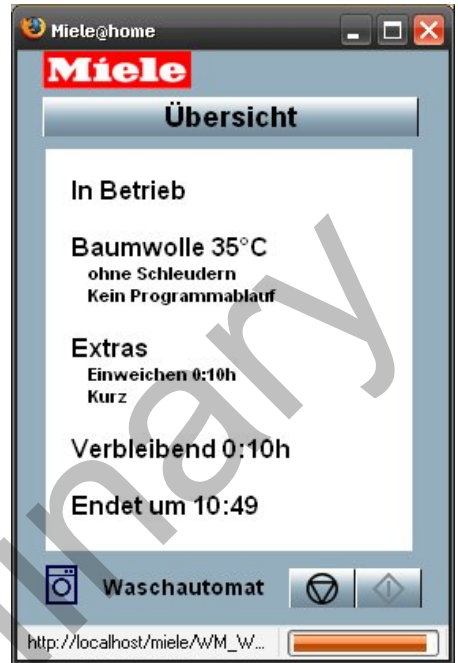 Miele@home
Miele
Übersicht
In Betrieb
Baumwolle 35°C
ohne Schleudern
Kein Programmablauf
Extras
Einweichen 0:10h
Kurz
Verbleibend 0:10h
Endet um 10:49
Waschautomat
http://localhost/miele/WM_W...
inary